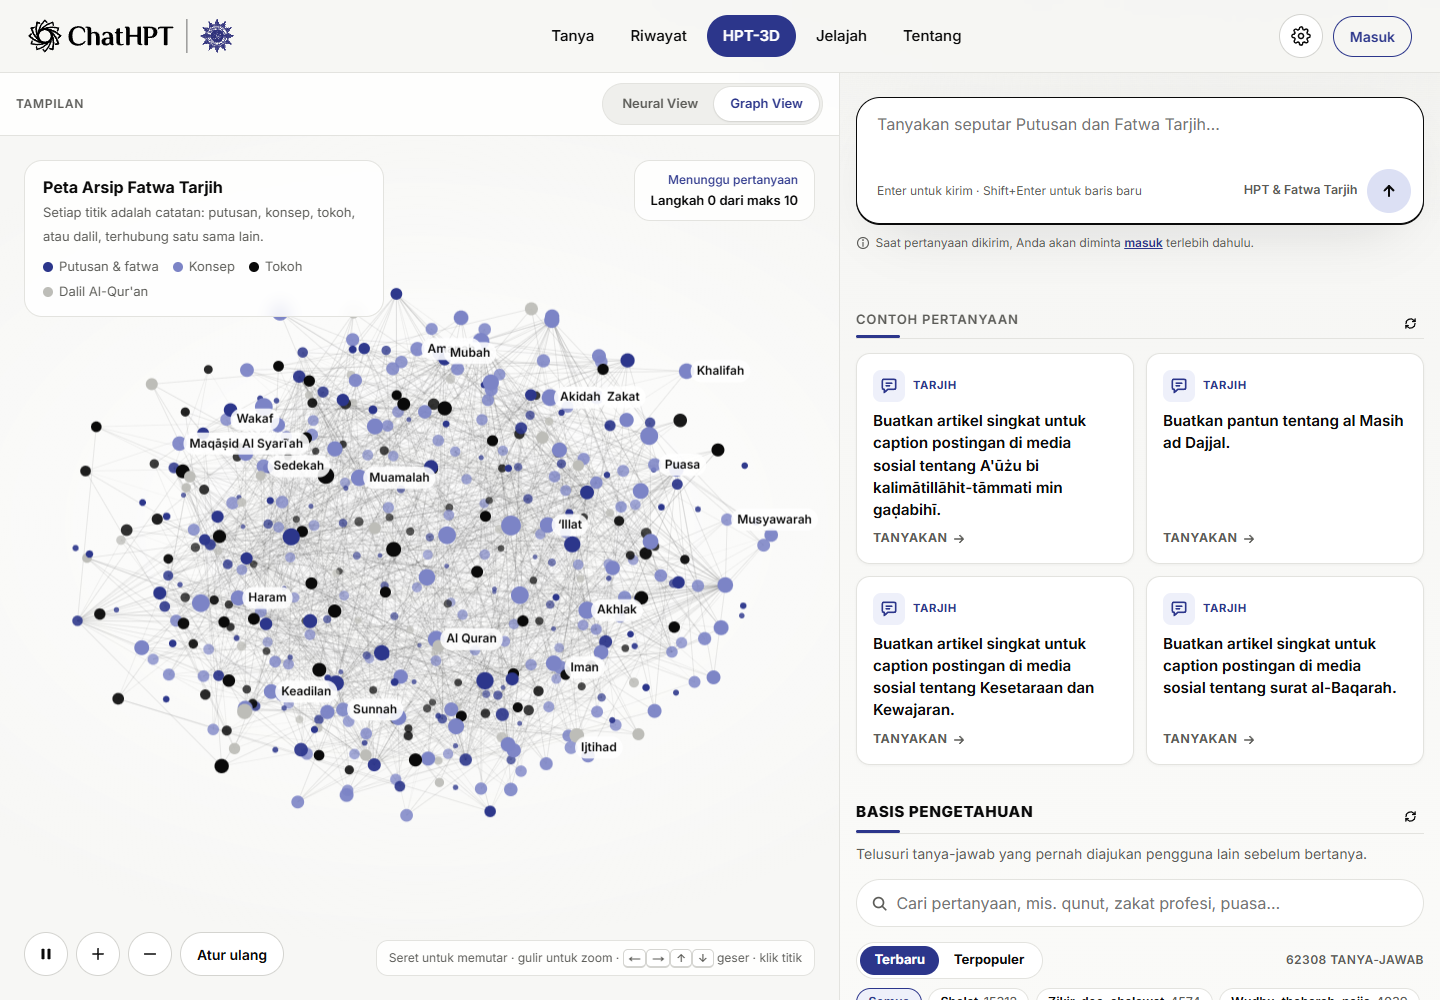 ChatHPT
Tanya
Riwayat
HPT-3D
Jelajah
Tentang
Masuk
TAMPILAN
Neural View
Graph View
Peta Arsip Fatwa Tarjih
Setiap titik adalah catatan: putusan, konsep, tokoh,
atau dalil, terhubung satu sama lain.
Putusan & fatwa
Konsep
Tokoh
Dalil Al-Qur'an
Menunggu pertanyaan
Langkah 0 dari maks 10
Mubah
Khalifah
Akidah
Zakat
Wakaf
Maqāṣid Al Syarī'ah
Sedekah
Muamalah
Puasa
Musyawarah
'Illat
Haram
Akhlak
Al Quran
Iman
Keadilan
Sunnah
Ijtihad
Atur ulang
Seret untuk memutar · gulir untuk zoom · ← → ↑ ↓ geser · klik titik
Tanyakan seputar Putusan dan Fatwa Tarjih...
Enter untuk kirim · Shift+Enter untuk baris baru
HPT & Fatwa Tarjih
Saat pertanyaan dikirim, Anda akan diminta masuk terlebih dahulu.
CONTOH PERTANYAAN
TARJIH
Buatkan artikel singkat untuk
caption postingan di media
sosial tentang A'ūżu bi
kalimātillāhit-tāmmati min
gaḍabihī.
TANYAKAN →
TARJIH
Buatkan pantun tentang al Masih
ad Dajjal.
TANYAKAN →
TARJIH
Buatkan artikel singkat untuk
caption postingan di media
sosial tentang Kesetaraan dan
Kewajaran.
TANYAKAN →
TARJIH
Buatkan artikel singkat untuk
caption postingan di media
sosial tentang surat al-Baqarah.
TANYAKAN →
BASIS PENGETAHUAN
Telusuri tanya-jawab yang pernah diajukan pengguna lain sebelum bertanya.
Cari pertanyaan, mis. qunut, zakat profesi, puasa...
Terbaru
Terpopuler
62308 TANYA-JAWAB